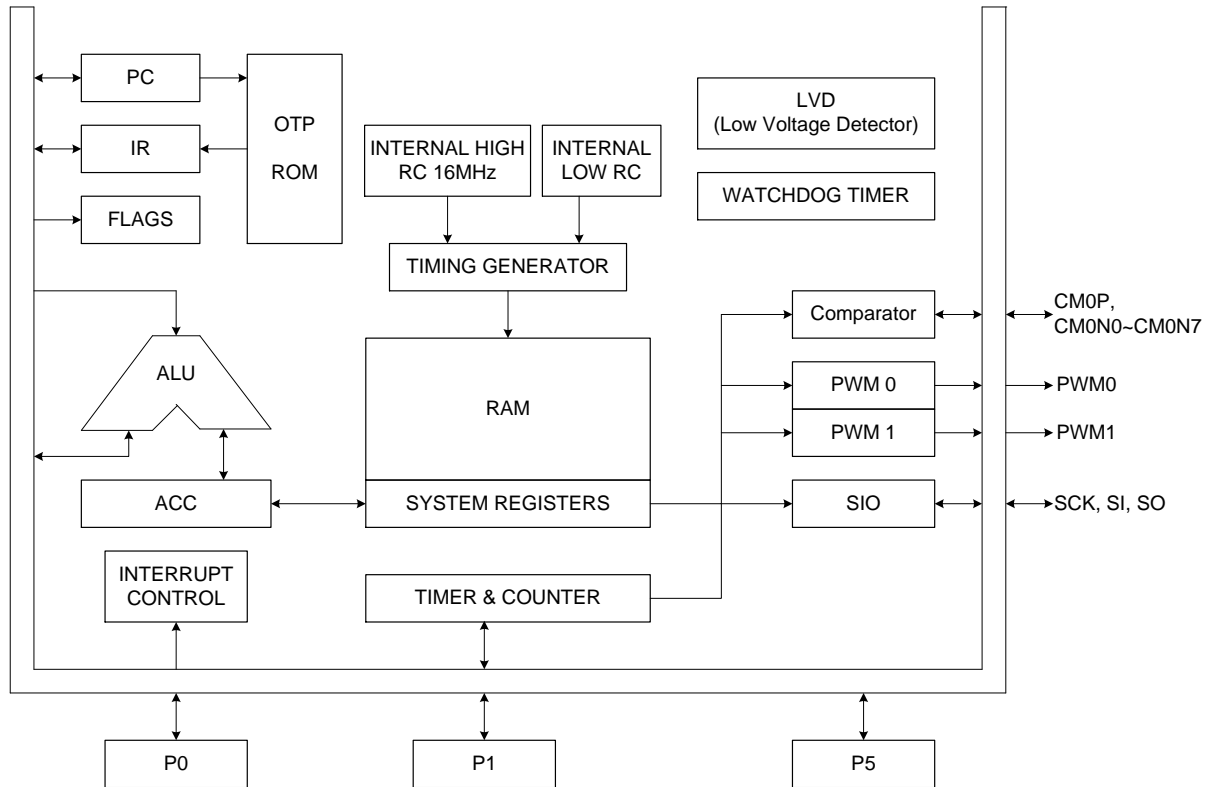 PC
OTP
ROM
IR
FLAGS
INTERNAL HIGH
RC 16MHz
INTERNAL
LOW RC
LVD
(Low Voltage Detector)
WATCHDOG TIMER
TIMING GENERATOR
Comparator
CM0P,
CM0N0~CM0N7
ALU
RAM
PWM 0
PWM0
PWM 1
PWM1
ACC
SYSTEM REGISTERS
SIO
SCK, SI, SO
INTERRUPT
CONTROL
TIMER & COUNTER
P0
P1
P5